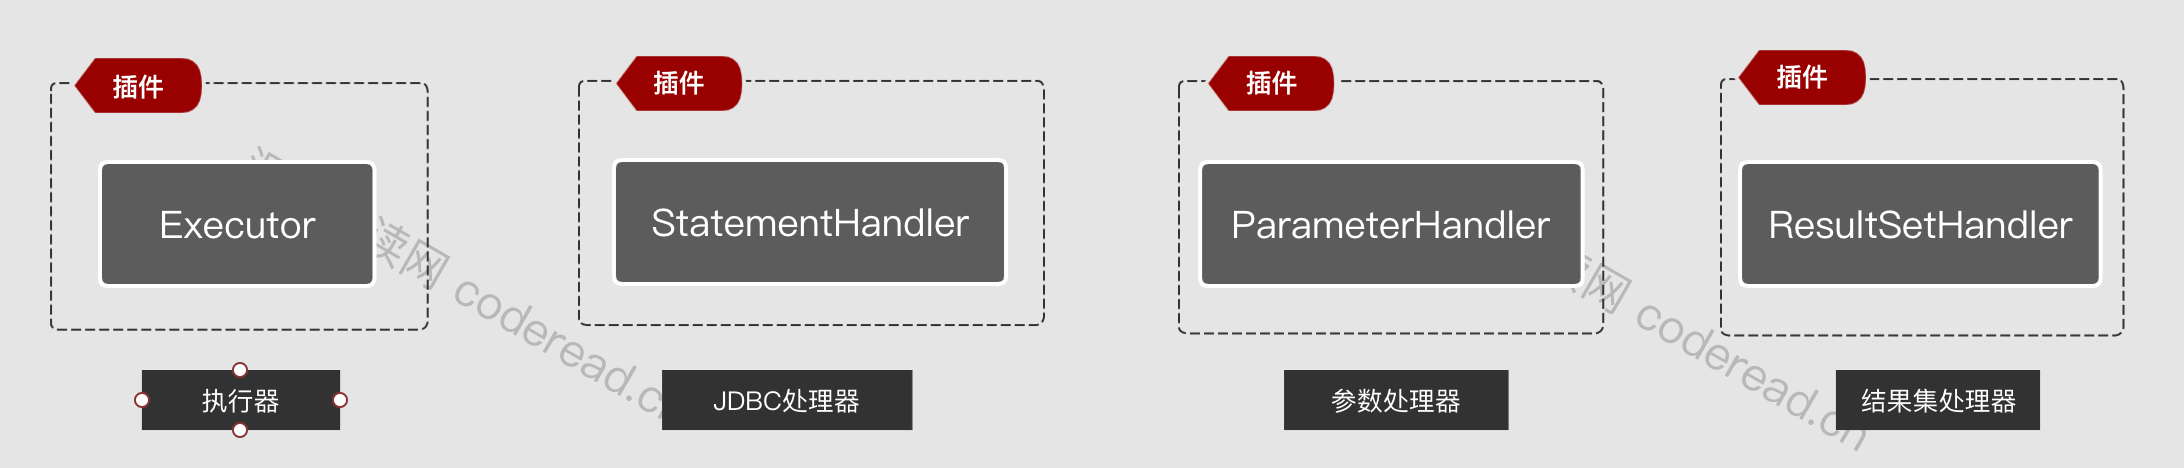 插件
插件
插件
插件
Executor
StatementHandler
ParameterHandler
ResultSetHandler
读网 coderead.cn
网 coderead.cn
执行器
JDBC处理器
参数处理器
结果集处理器